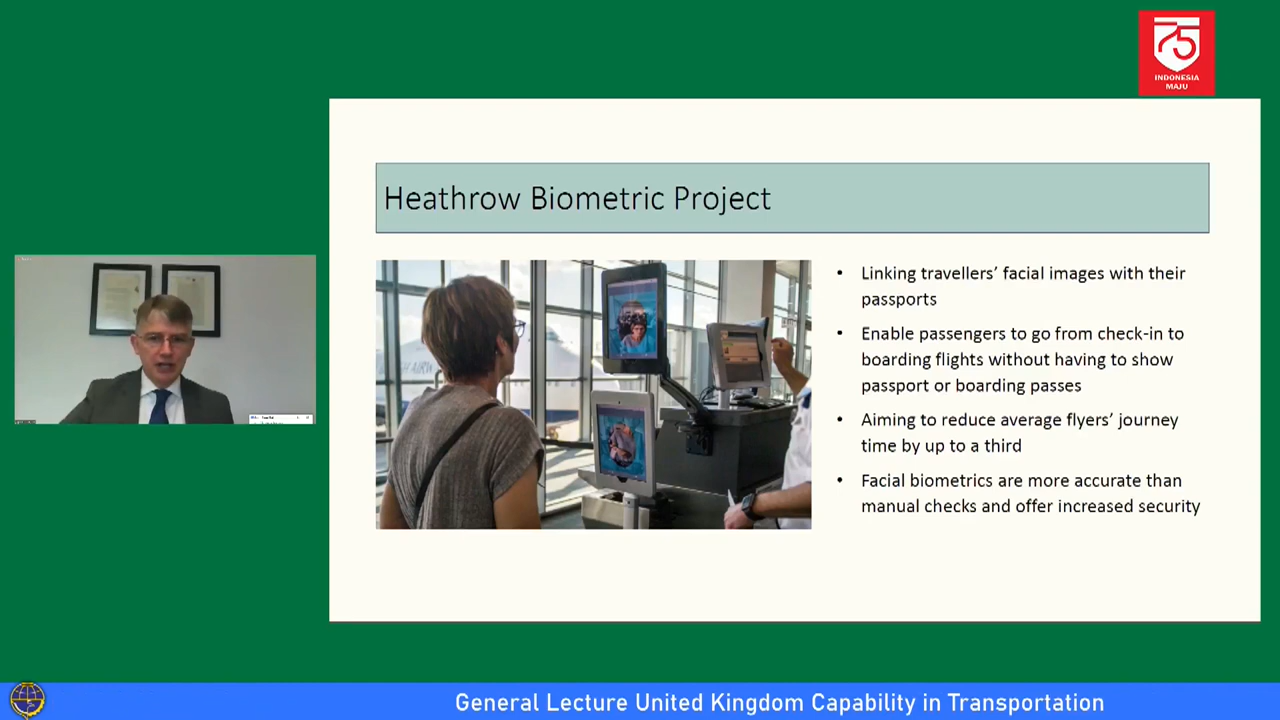 75
INDONESIA
MAJU
Heathrow Biometric Project
• Linking travellers’ facial images with their
passports
• Enable passengers to go from check-in to
boarding flights without having to show
passport or boarding passes
• Aiming to reduce average flyers’ journey
time by up to a third
• Facial biometrics are more accurate than
manual checks and offer increased security
General Lecture United Kingdom Capability in Transportation